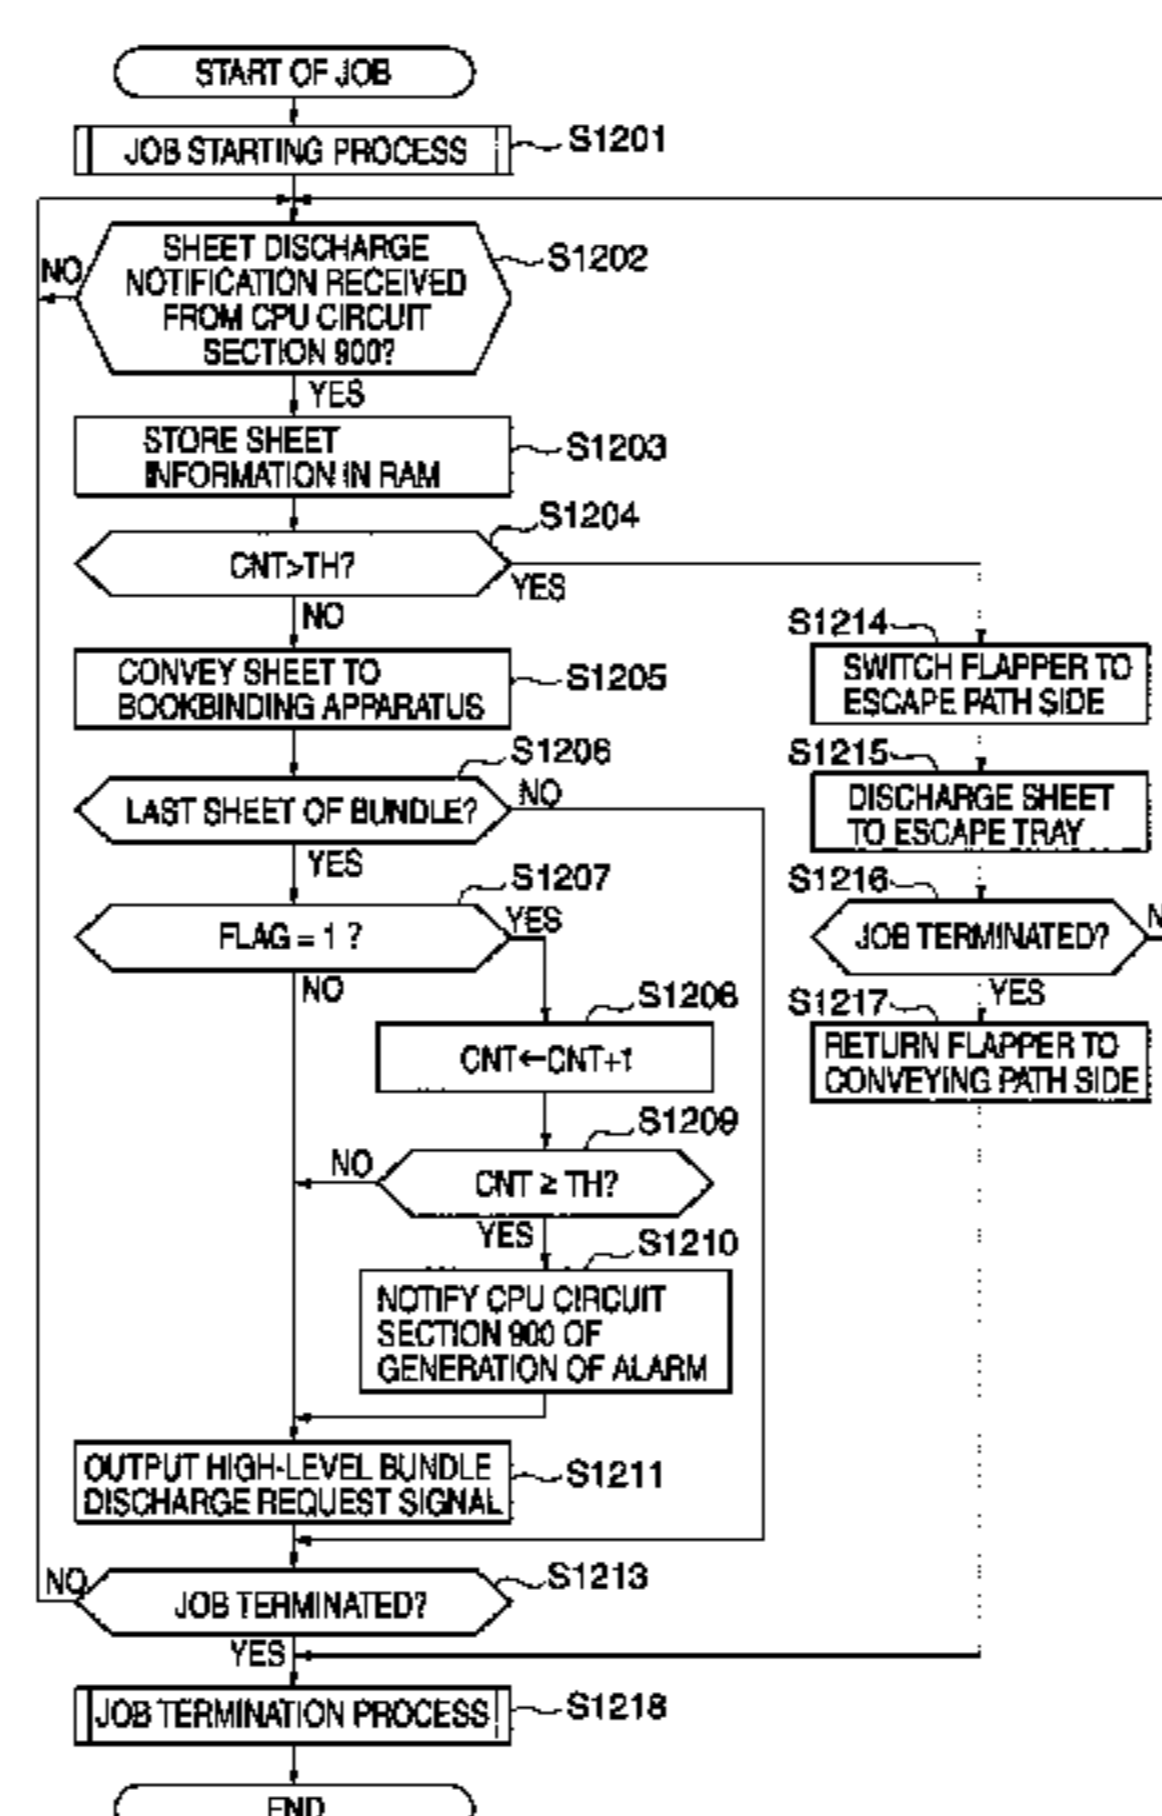 START OF JOB
JOB STARTING PROCESS
S1201
SHEET DISCHARGE
NOTIFICATION RECEIVED
FROM CPU CIRCUIT
SECTION 900?
S1202
NO
YES
STORE SHEET
INFORMATION IN RAM
S1203
CNT>TH?
S1204
YES
NO
CONVEY SHEET TO
BOOKBINDING APPARATUS
S1205
LAST SHEET OF BUNDLE?
S1206
NO
YES
FLAG = 1 ?
S1207
YES
NO
S1208
CNT←CNT+1
S1209
CNT ≥ TH?
NO
YES
S1210
NOTIFY CPU CIRCUIT
SECTION 900 OF
GENERATION OF ALARM
OUTPUT HIGH-LEVEL BUNDLE
DISCHARGE REQUEST SIGNAL
S1211
JOB TERMINATED?
S1213
NO
YES
S1214
SWITCH FLAPPER TO
ESCAPE PATH SIDE
S1215
DISCHARGE SHEET
TO ESCAPE TRAY
S1216
JOB TERMINATED?
YES
S1217
RETURN FLAPPER TO
CONVEYING PATH SIDE
JOB TERMINATION PROCESS
S1218
END